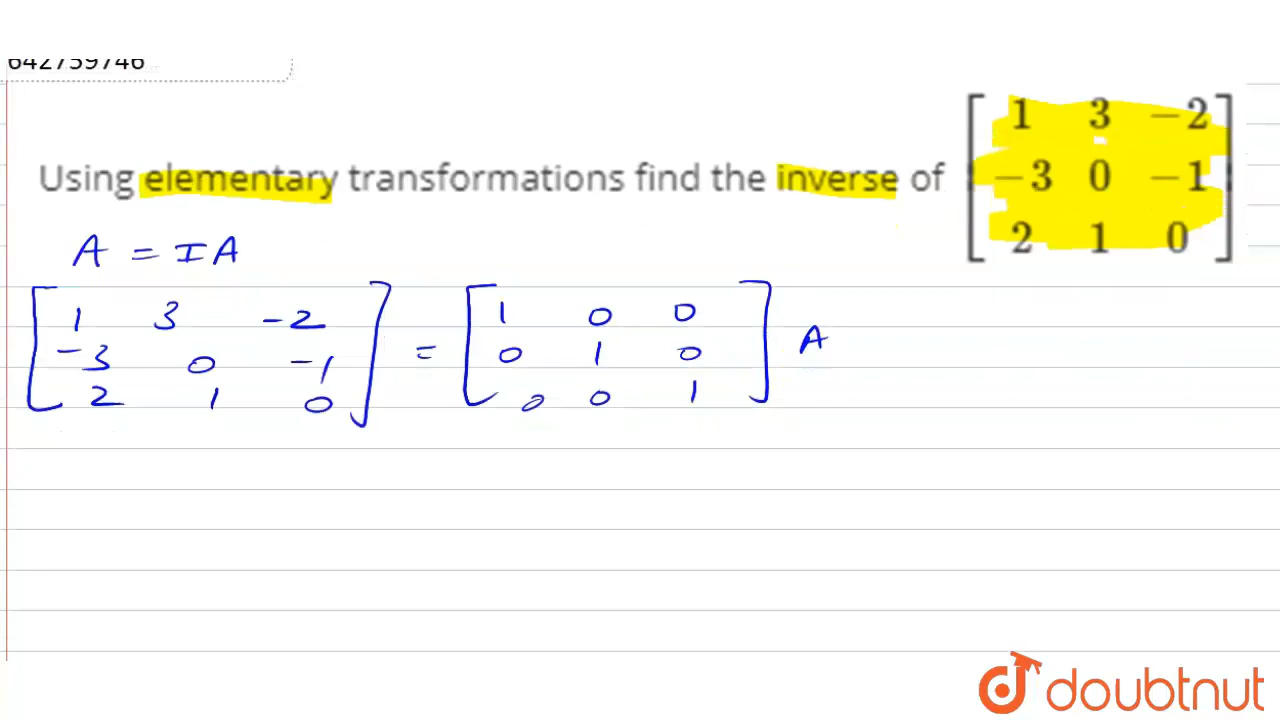 642759746
Using elementary transformations find the inverse of [ 1 3 −2
−3 0 −1
2 1 0 ]
A = IA
[ 1 3 -2
-3 0 -1
2 1 0 ] = [ 1 0 0
0 1 0
0 0 1 ] A
doubtnut